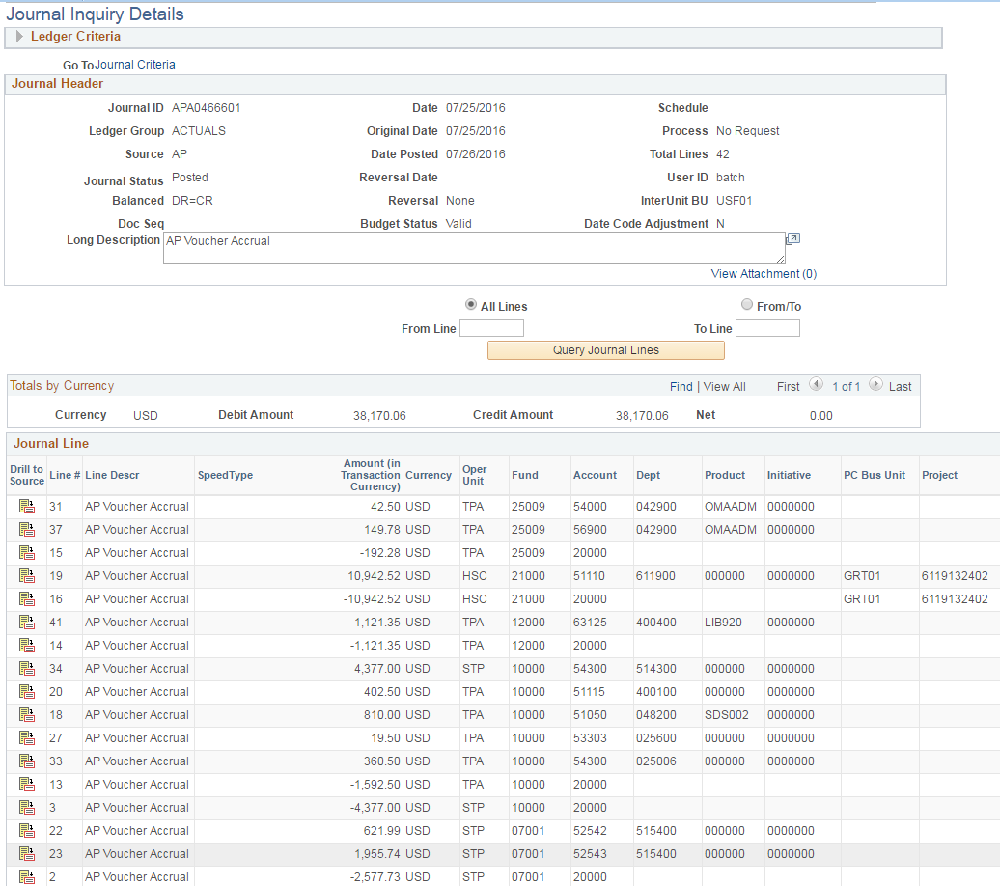 Journal Inquiry Details
Ledger Criteria
Go To Journal Criteria
Journal Header
Journal ID APA0466601 Date 07/25/2016 Schedule
Ledger Group ACTUALS Original Date 07/25/2016 Process No Request
Source AP Date Posted 07/26/2016 Total Lines 42
Journal Status Posted Reversal Date User ID batch
Balanced DR=CR Reversal None InterUnit BU USF01
Doc Seq Budget Status Valid Date Code Adjustment N
Long Description AP Voucher Accrual
View Attachment (0)
All Lines From/To
From Line To Line
Query Journal Lines
Totals by Currency Find | View All First 1 of 1 Last
Currency USD Debit Amount 38,170.06 Credit Amount 38,170.06 Net 0.00
Journal Line
Drill to Source Line # Line Descr SpeedType Amount (in Transaction Currency) Currency Oper Unit Fund Account Dept Product Initiative PC Bus Unit Project
31 AP Voucher Accrual 42.50 USD TPA 25009 54000 042900 OMAADM 0000000
37 AP Voucher Accrual 149.78 USD TPA 25009 56900 042900 OMAADM 0000000
15 AP Voucher Accrual -192.28 USD TPA 25009 20000
19 AP Voucher Accrual 10,942.52 USD HSC 21000 51110 611900 000000 0000000 GRT01 6119132402
16 AP Voucher Accrual -10,942.52 USD HSC 21000 20000 GRT01 6119132402
41 AP Voucher Accrual 1,121.35 USD TPA 12000 63125 400400 LIB920 0000000
14 AP Voucher Accrual -1,121.35 USD TPA 12000 20000
34 AP Voucher Accrual 4,377.00 USD STP 10000 54300 514300 000000 0000000
20 AP Voucher Accrual 402.50 USD TPA 10000 51115 400100 000000 0000000
18 AP Voucher Accrual 810.00 USD TPA 10000 51050 048200 SDS002 0000000
27 AP Voucher Accrual 19.50 USD TPA 10000 53303 025600 000000 0000000
33 AP Voucher Accrual 360.50 USD TPA 10000 54300 025006 000000 0000000
13 AP Voucher Accrual -1,592.50 USD TPA 10000 20000
3 AP Voucher Accrual -4,377.00 USD STP 10000 20000
22 AP Voucher Accrual 621.99 USD STP 07001 52542 515400 000000 0000000
23 AP Voucher Accrual 1,955.74 USD STP 07001 52543 515400 000000 0000000
2 AP Voucher Accrual -2,577.73 USD STP 07001 20000